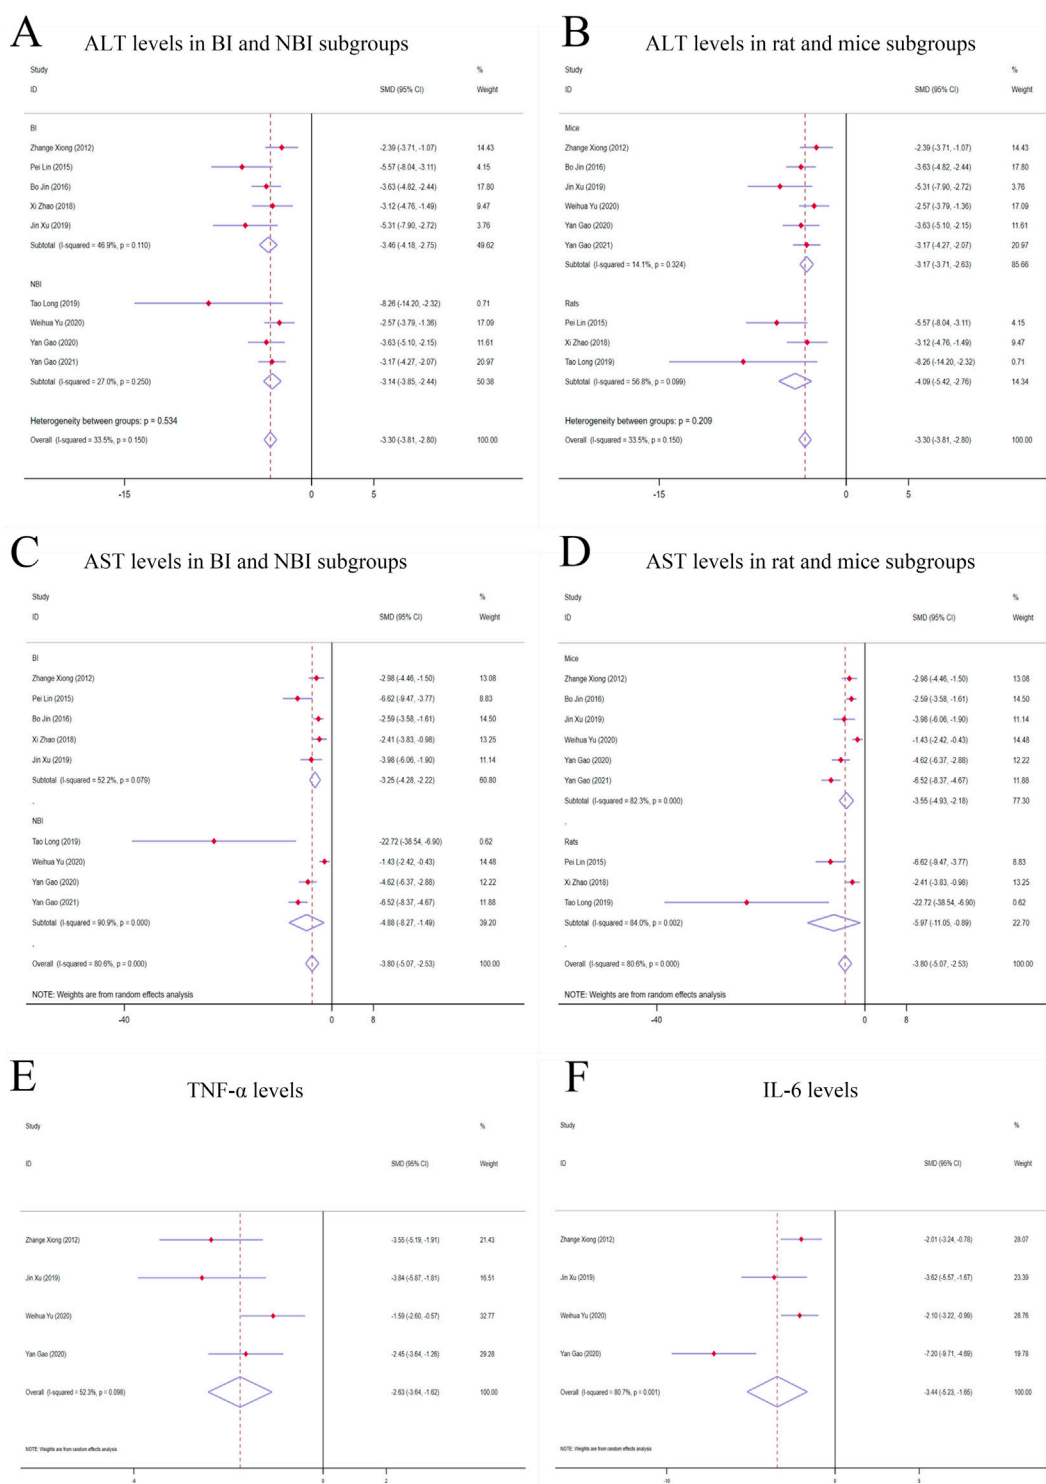 A ALT levels in BI and NBI subgroups
Study %
ID SMD (95% CI) Weight
BI
Zhange Xiong (2012) -2.39 (-3.71, -1.07) 14.43
Pei Lin (2015) -5.57 (-8.04, -3.11) 4.15
Bo Jin (2016) -3.63 (-4.82, -2.44) 17.80
Xi Zhao (2018) -3.12 (-4.76, -1.49) 9.47
Jin Xu (2019) -5.31 (-7.90, -2.72) 3.76
Subtotal (I-squared = 46.9%, p = 0.110) -3.46 (-4.18, -2.75) 49.62
NBI
Tao Long (2019) -8.26 (-14.20, -2.32) 0.71
Weihua Yu (2020) -2.57 (-3.79, -1.36) 17.09
Yan Gao (2020) -3.63 (-5.10, -2.15) 11.61
Yan Gao (2021) -3.17 (-4.27, -2.07) 20.97
Subtotal (I-squared = 27.0%, p = 0.250) -3.14 (-3.85, -2.44) 50.38
Heterogeneity between groups: p = 0.534
Overall (I-squared = 33.5%, p = 0.150) -3.30 (-3.81, -2.80) 100.00
-15 0 5
B ALT levels in rat and mice subgroups
Study %
ID SMD (95% CI) Weight
Mice
Zhange Xiong (2012) -2.39 (-3.71, -1.07) 14.43
Bo Jin (2016) -3.63 (-4.82, -2.44) 17.80
Jin Xu (2019) -5.31 (-7.90, -2.72) 3.76
Weihua Yu (2020) -2.57 (-3.79, -1.36) 17.09
Yan Gao (2020) -3.63 (-5.10, -2.15) 11.61
Yan Gao (2021) -3.17 (-4.27, -2.07) 20.97
Subtotal (I-squared = 14.1%, p = 0.324) -3.17 (-3.71, -2.63) 85.66
Rats
Pei Lin (2015) -5.57 (-8.04, -3.11) 4.15
Xi Zhao (2018) -3.12 (-4.76, -1.49) 9.47
Tao Long (2019) -8.26 (-14.20, -2.32) 0.71
Subtotal (I-squared = 56.8%, p = 0.099) -4.09 (-5.42, -2.76) 14.34
Heterogeneity between groups: p = 0.209
Overall (I-squared = 33.5%, p = 0.150) -3.30 (-3.81, -2.80) 100.00
-15 0 5
C AST levels in BI and NBI subgroups
Study %
ID SMD (95% CI) Weight
BI
Zhange Xiong (2012) -2.98 (-4.46, -1.50) 13.08
Pei Lin (2015) -6.62 (-9.47, -3.77) 8.83
Bo Jin (2016) -2.59 (-3.58, -1.61) 14.50
Xi Zhao (2018) -2.41 (-3.83, -0.98) 13.25
Jin Xu (2019) -3.98 (-6.06, -1.90) 11.14
Subtotal (I-squared = 52.2%, p = 0.079) -3.25 (-4.28, -2.22) 60.80
.
NBI
Tao Long (2019) -22.72 (-38.54, -6.90) 0.62
Weihua Yu (2020) -1.43 (-2.42, -0.43) 14.48
Yan Gao (2020) -4.62 (-6.37, -2.88) 12.22
Yan Gao (2021) -6.52 (-8.37, -4.67) 11.88
Subtotal (I-squared = 90.9%, p = 0.000) -4.88 (-8.27, -1.49) 39.20
.
Overall (I-squared = 80.6%, p = 0.000) -3.80 (-5.07, -2.53) 100.00
NOTE: Weights are from random effects analysis
-40 0 8
D AST levels in rat and mice subgroups
Study %
ID SMD (95% CI) Weight
Mice
Zhange Xiong (2012) -2.98 (-4.46, -1.50) 13.08
Bo Jin (2016) -2.59 (-3.58, -1.61) 14.50
Jin Xu (2019) -3.98 (-6.06, -1.90) 11.14
Weihua Yu (2020) -1.43 (-2.42, -0.43) 14.48
Yan Gao (2020) -4.62 (-6.37, -2.88) 12.22
Yan Gao (2021) -6.52 (-8.37, -4.67) 11.88
Subtotal (I-squared = 82.3%, p = 0.000) -3.55 (-4.93, -2.18) 77.30
.
Rats
Pei Lin (2015) -6.62 (-9.47, -3.77) 8.83
Xi Zhao (2018) -2.41 (-3.83, -0.98) 13.25
Tao Long (2019) -22.72 (-38.54, -6.90) 0.62
Subtotal (I-squared = 84.0%, p = 0.002) -5.97 (-11.05, -0.89) 22.70
.
Overall (I-squared = 80.6%, p = 0.000) -3.80 (-5.07, -2.53) 100.00
NOTE: Weights are from random effects analysis
-40 0 8
E TNF-α levels
Study %
ID SMD (95% CI) Weight
Zhange Xiong (2012) -3.55 (-5.19, -1.91) 21.43
Jin Xu (2019) -3.84 (-5.87, -1.81) 16.51
Weihua Yu (2020) -1.59 (-2.60, -0.57) 32.77
Yan Gao (2020) -2.45 (-3.64, -1.26) 29.28
Overall (I-squared = 52.3%, p = 0.098) -2.63 (-3.64, -1.62) 100.00
NOTE: Weights are from random effects analysis
-6 0 2
F IL-6 levels
Study %
ID SMD (95% CI) Weight
Zhange Xiong (2012) -2.01 (-3.24, -0.78) 28.07
Jin Xu (2019) -3.62 (-5.57, -1.67) 23.39
Weihua Yu (2020) -2.10 (-3.22, -0.99) 28.76
Yan Gao (2020) -7.20 (-9.71, -4.69) 19.78
Overall (I-squared = 80.7%, p = 0.001) -3.44 (-5.23, -1.65) 100.00
NOTE: Weights are from random effects analysis
0